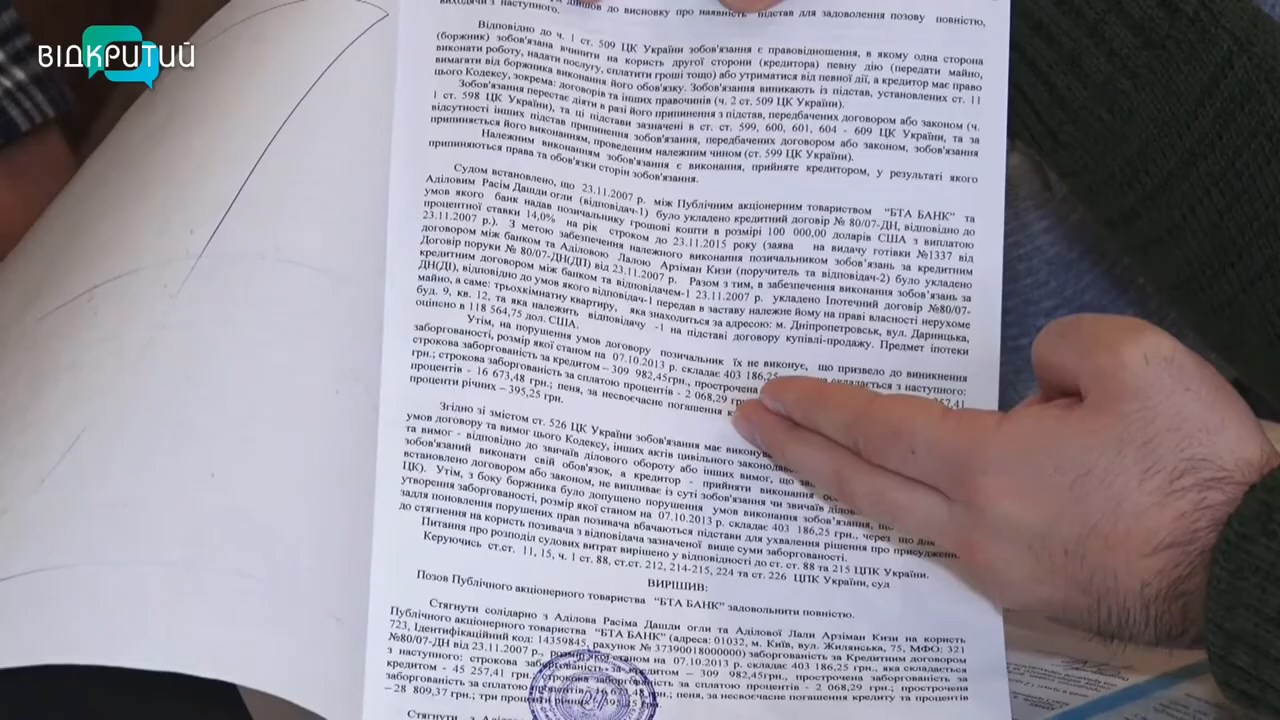 ВІДКРИТИЙ
дійшов до висновку про наявність підстав для задоволення позову повністю,
виходячи з наступного.
Відповідно до ч. 1 ст. 509 ЦК України зобов'язання є правовідношення, в якому одна сторона
(боржник) зобов'язана вчинити на користь другої сторони (кредитора) певну дію (передати майно,
виконати роботу, надати послугу, сплатити гроші тощо) або утриматися від певної дії, а кредитор має право
вимагати від боржника виконання його обов'язку. Зобов'язання виникають із підстав, установлених ст. 11
цього Кодексу, зокрема: договорів та інших правочинів (ч. 2 ст. 509 ЦК України).
Зобов'язання перестає діяти в разі його припинення з підстав, передбачених договором або законом (ч.
1 ст. 598 ЦК України), та ці підстави зазначені в ст. ст. 599, 600, 601, 604 - 609 ЦК України, та за
відсутності інших підстав припинення зобов'язання, передбачених договором або законом, зобов'язання
припиняється його виконанням, проведеним належним чином (ст. 599 ЦК України).
Належним виконанням зобов'язання є виконання, прийняте кредитором, у результаті якого
припиняються права та обов'язки сторін зобов'язання.
Судом встановлено, що 23.11.2007 р. між Публічним акціонерним товариством “БТА БАНК” та
Аділовим Расім Дашди огли (відповідач-1) було укладено кредитний договір № 80/07-ДН, відповідно до
умов якого банк надав позичальнику грошові кошти в розмірі 100 000,00 доларів США з виплатою
процентної ставки 14,0% на рік строком до 23.11.2015 року (заява на видачу готівки №1337 від
23.11.2007 р.). З метою забезпечення належного виконання позичальником зобов'язань за кредитним
договором між банком та Аділовою Лалою Арзіман Кизи (поручитель та відповідач-2) було укладено
Договір поруки № 80/07-ДН(ДП) від 23.11.2007 р. Разом з тим, в забезпечення виконання зобов'язань за
кредитним договором між банком та відповідачем-1 23.11.2007 р. укладено Іпотечний договір №80/07-
ДН(ДІ), відповідно до умов якого відповідач-1 передав в заставу належне йому на праві власності нерухоме
майно, а саме: трьохкімнатну квартиру, яка знаходиться за адресою: м. Дніпропетровськ, вул. Дарницька,
буд. 9, кв. 12, та яка належить відповідачу -1 на підставі договору купівлі-продажу. Предмет іпотеки
оцінено в 118 564,75 дол. США.
Утім, на порушення умов договору позичальник їх не виконує, що призвело до виникнення
заборгованості, розмір якої станом на 07.10.2013 р. складає 403 186,25 складається з наступного:
строкова заборгованість за кредитом – 309 982,45грн., прострочена 257,41
грн.; строкова заборгованість за сплатою процентів - 2 068,29 грн
процентів - 16 673,48 грн.; пеня, за несвоєчасне погашення
проценти річних – 395,25 грн.
Згідно зі змістом ст. 526 ЦК України зобов'язання має
умов договору та вимог цього Кодексу, інших актів цивільного
та вимог - відповідно до звичаїв ділового обороту або інших вимог, що
зобов'язаний виконати свій обов'язок, а кредитор - прийняти виконання
встановлено договором або законом, не випливає із суті зобов'язання чи звичаїв
ЦК). Утім, з боку боржника було допущено порушення умов виконання зобов'язання,
утворення заборгованості, розмір якої станом на 07.10.2013 р. складає 403 186,25 грн., через що для
задля поновлення порушених прав позивача вбачаються підстави для ухвалення рішення про
до стягнення на користь позивача з відповідача зазначеної вище суми заборгованості.
Питання про розподіл судових витрат вирішено у відповідності до ст. ст. 88 та 215 ЦПК України.
Керуючись ст.ст. 11, 15, ч. 1 ст. 88, ст.ст. 212, 214-215, 224 та ст. 226 ЦПК України, суд
ВИРІШИВ:
Позов Публічного акціонерного товариства “БТА БАНК” задовольнити повністю.
Стягнути солідарно з Аділова Расіма Дашди огли та Аділової Лали Арзіман Кизи на користь
Публічного акціонерного товариства “БТА БАНК” (адреса: 01032, м. Київ, вул. Жилянська, 75, МФО: 321
723, Ідентифікаційний код: 14359845, рахунок № 37390018000000) заборгованість за Кредитним договором
№80/07-ДН від 23.11.2007 р., розмір якої станом на 07.10.2013 р. складає 403 186,25 грн., яка складається
з наступного: строкова заборгованість за кредитом – 309 982,45грн., прострочена заборгованість за
кредитом - 45 257,41 грн. строкова заборгованість за сплатою процентів - 2 068,29 грн.; прострочена
заборгованість за сплатою процентів - 16 673,48 грн.; пеня, за несвоєчасне погашення кредиту та процентів
– 28 809,37 грн.; три проценти річних – 395,25 грн.
Стягнути з